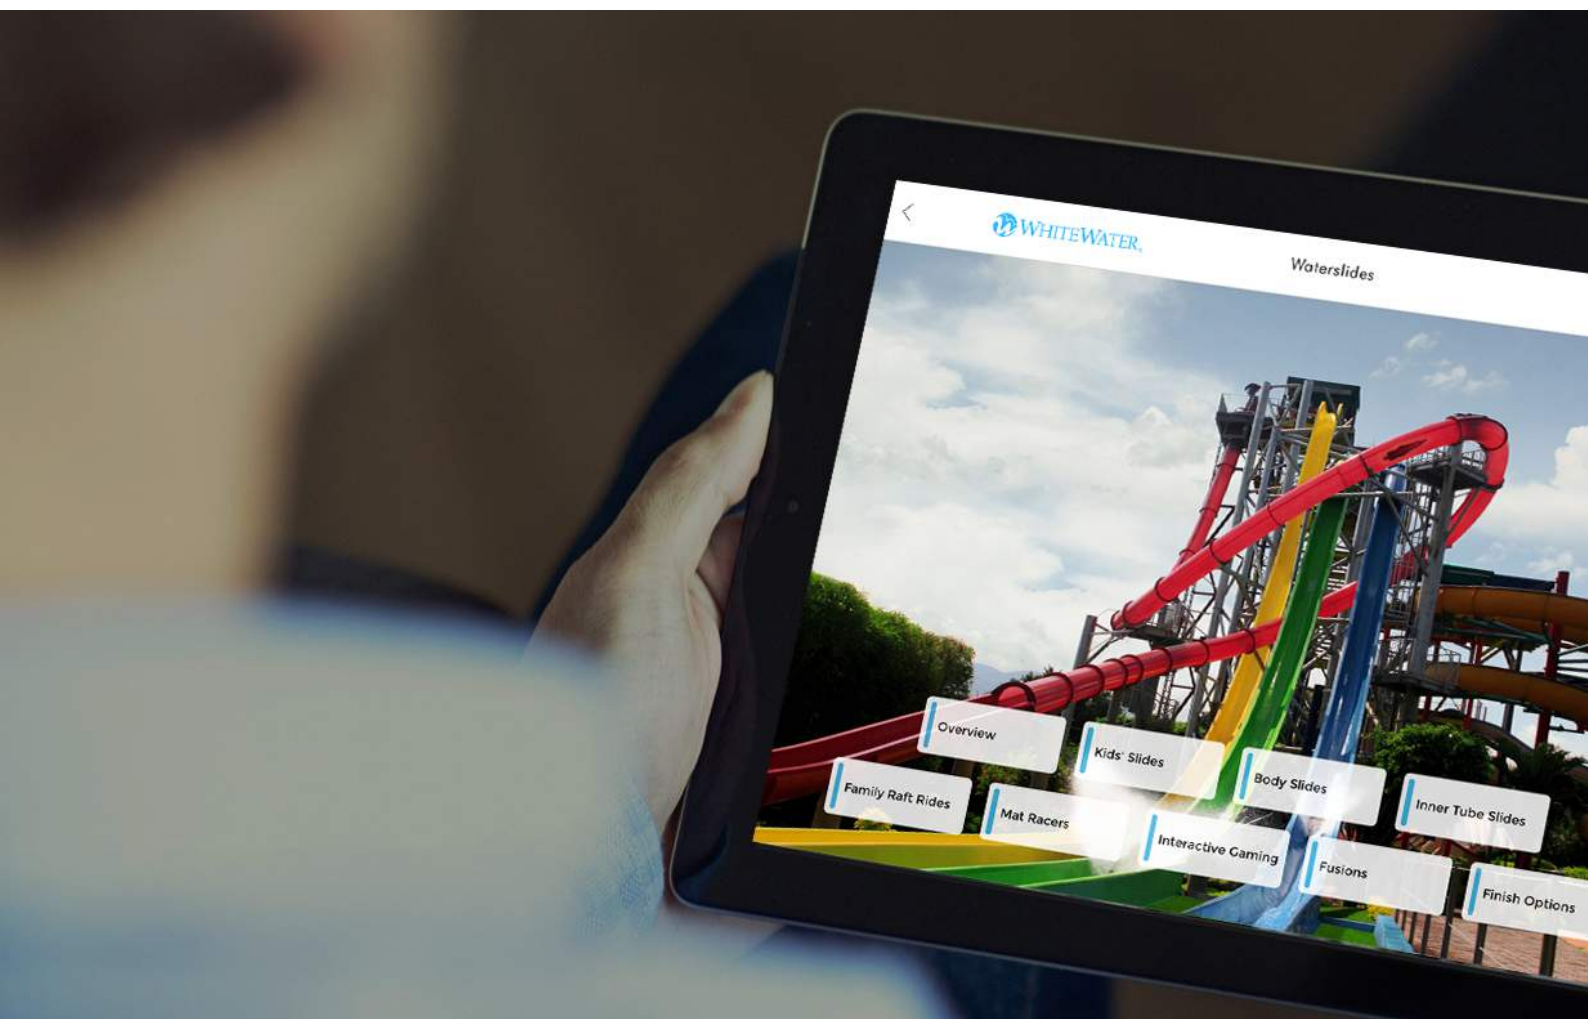 WHITEWATER
Waterslides
Overview
Kids' Slides
Body Slides
Inner Tube Slides
Family Raft Rides
Mat Racers
Interactive Gaming
Fusions
Finish Options